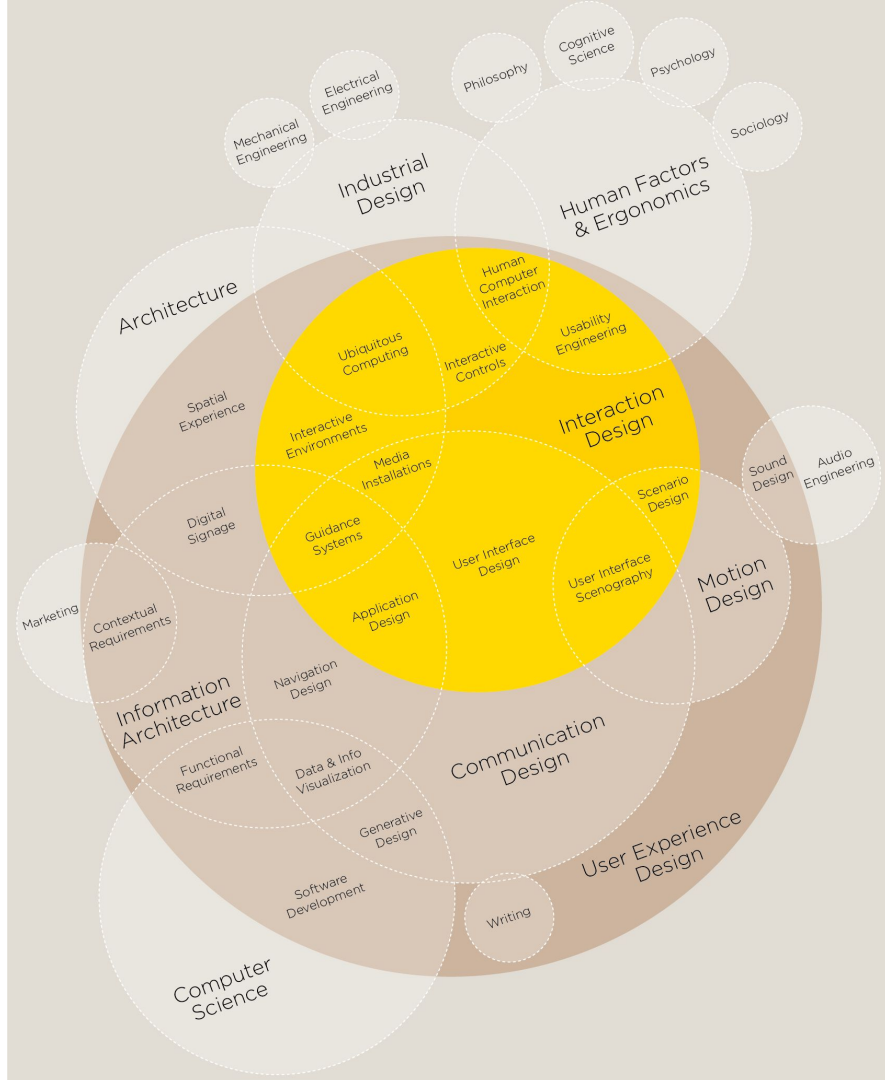 Cognitive
Science
Philosophy
Psychology
Electrical
Engineering
Mechanical
Engineering
Sociology
Industrial
Design
Human Factors
& Ergonomics
Architecture
Human
Computer
Interaction
Usability
Engineering
Ubiquitous
Computing
Interactive
Controls
Spatial
Experience
Interactive
Environments
Interaction
Design
Media
Installations
Sound
Design
Audio
Engineering
Scenario
Design
Digital
Signage
Guidance
Systems
User Interface
Design
User Interface
Scenography
Motion
Design
Marketing
Contextual
Requirements
Application
Design
Navigation
Design
Information
Architecture
Communication
Design
Functional
Requirements
Data & Info
Visualization
Generative
Design
User Experience
Design
Software
Development
Writing
Computer
Science